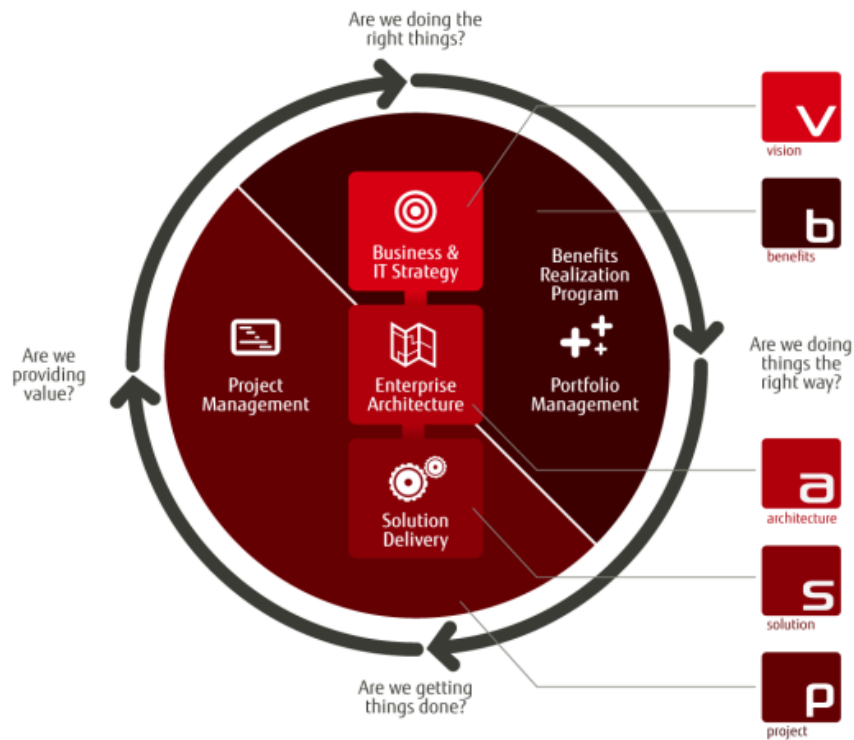 Are we doing the
right things?
v
vision
b
benefits
Business &
IT Strategy
Benefits
Realization
Program
Are we
providing
value?
Project
Management
Enterprise
Architecture
Portfolio
Management
Are we doing
things the
right way?
a
architecture
Solution
Delivery
s
solution
Are we getting
things done?
p
project